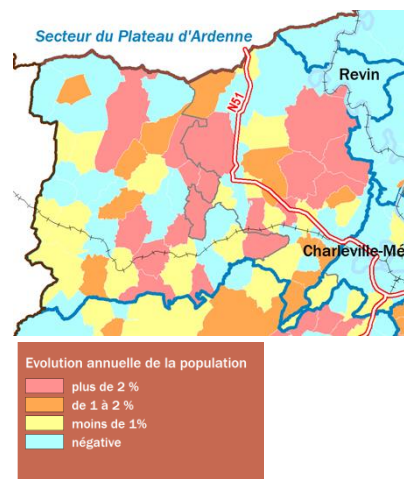 Secteur du Plateau d'Ardenne
Revin
N51
Charleville-Mé
Evolution annuelle de la population
plus de 2 %
de 1 à 2 %
moins de 1%
négative